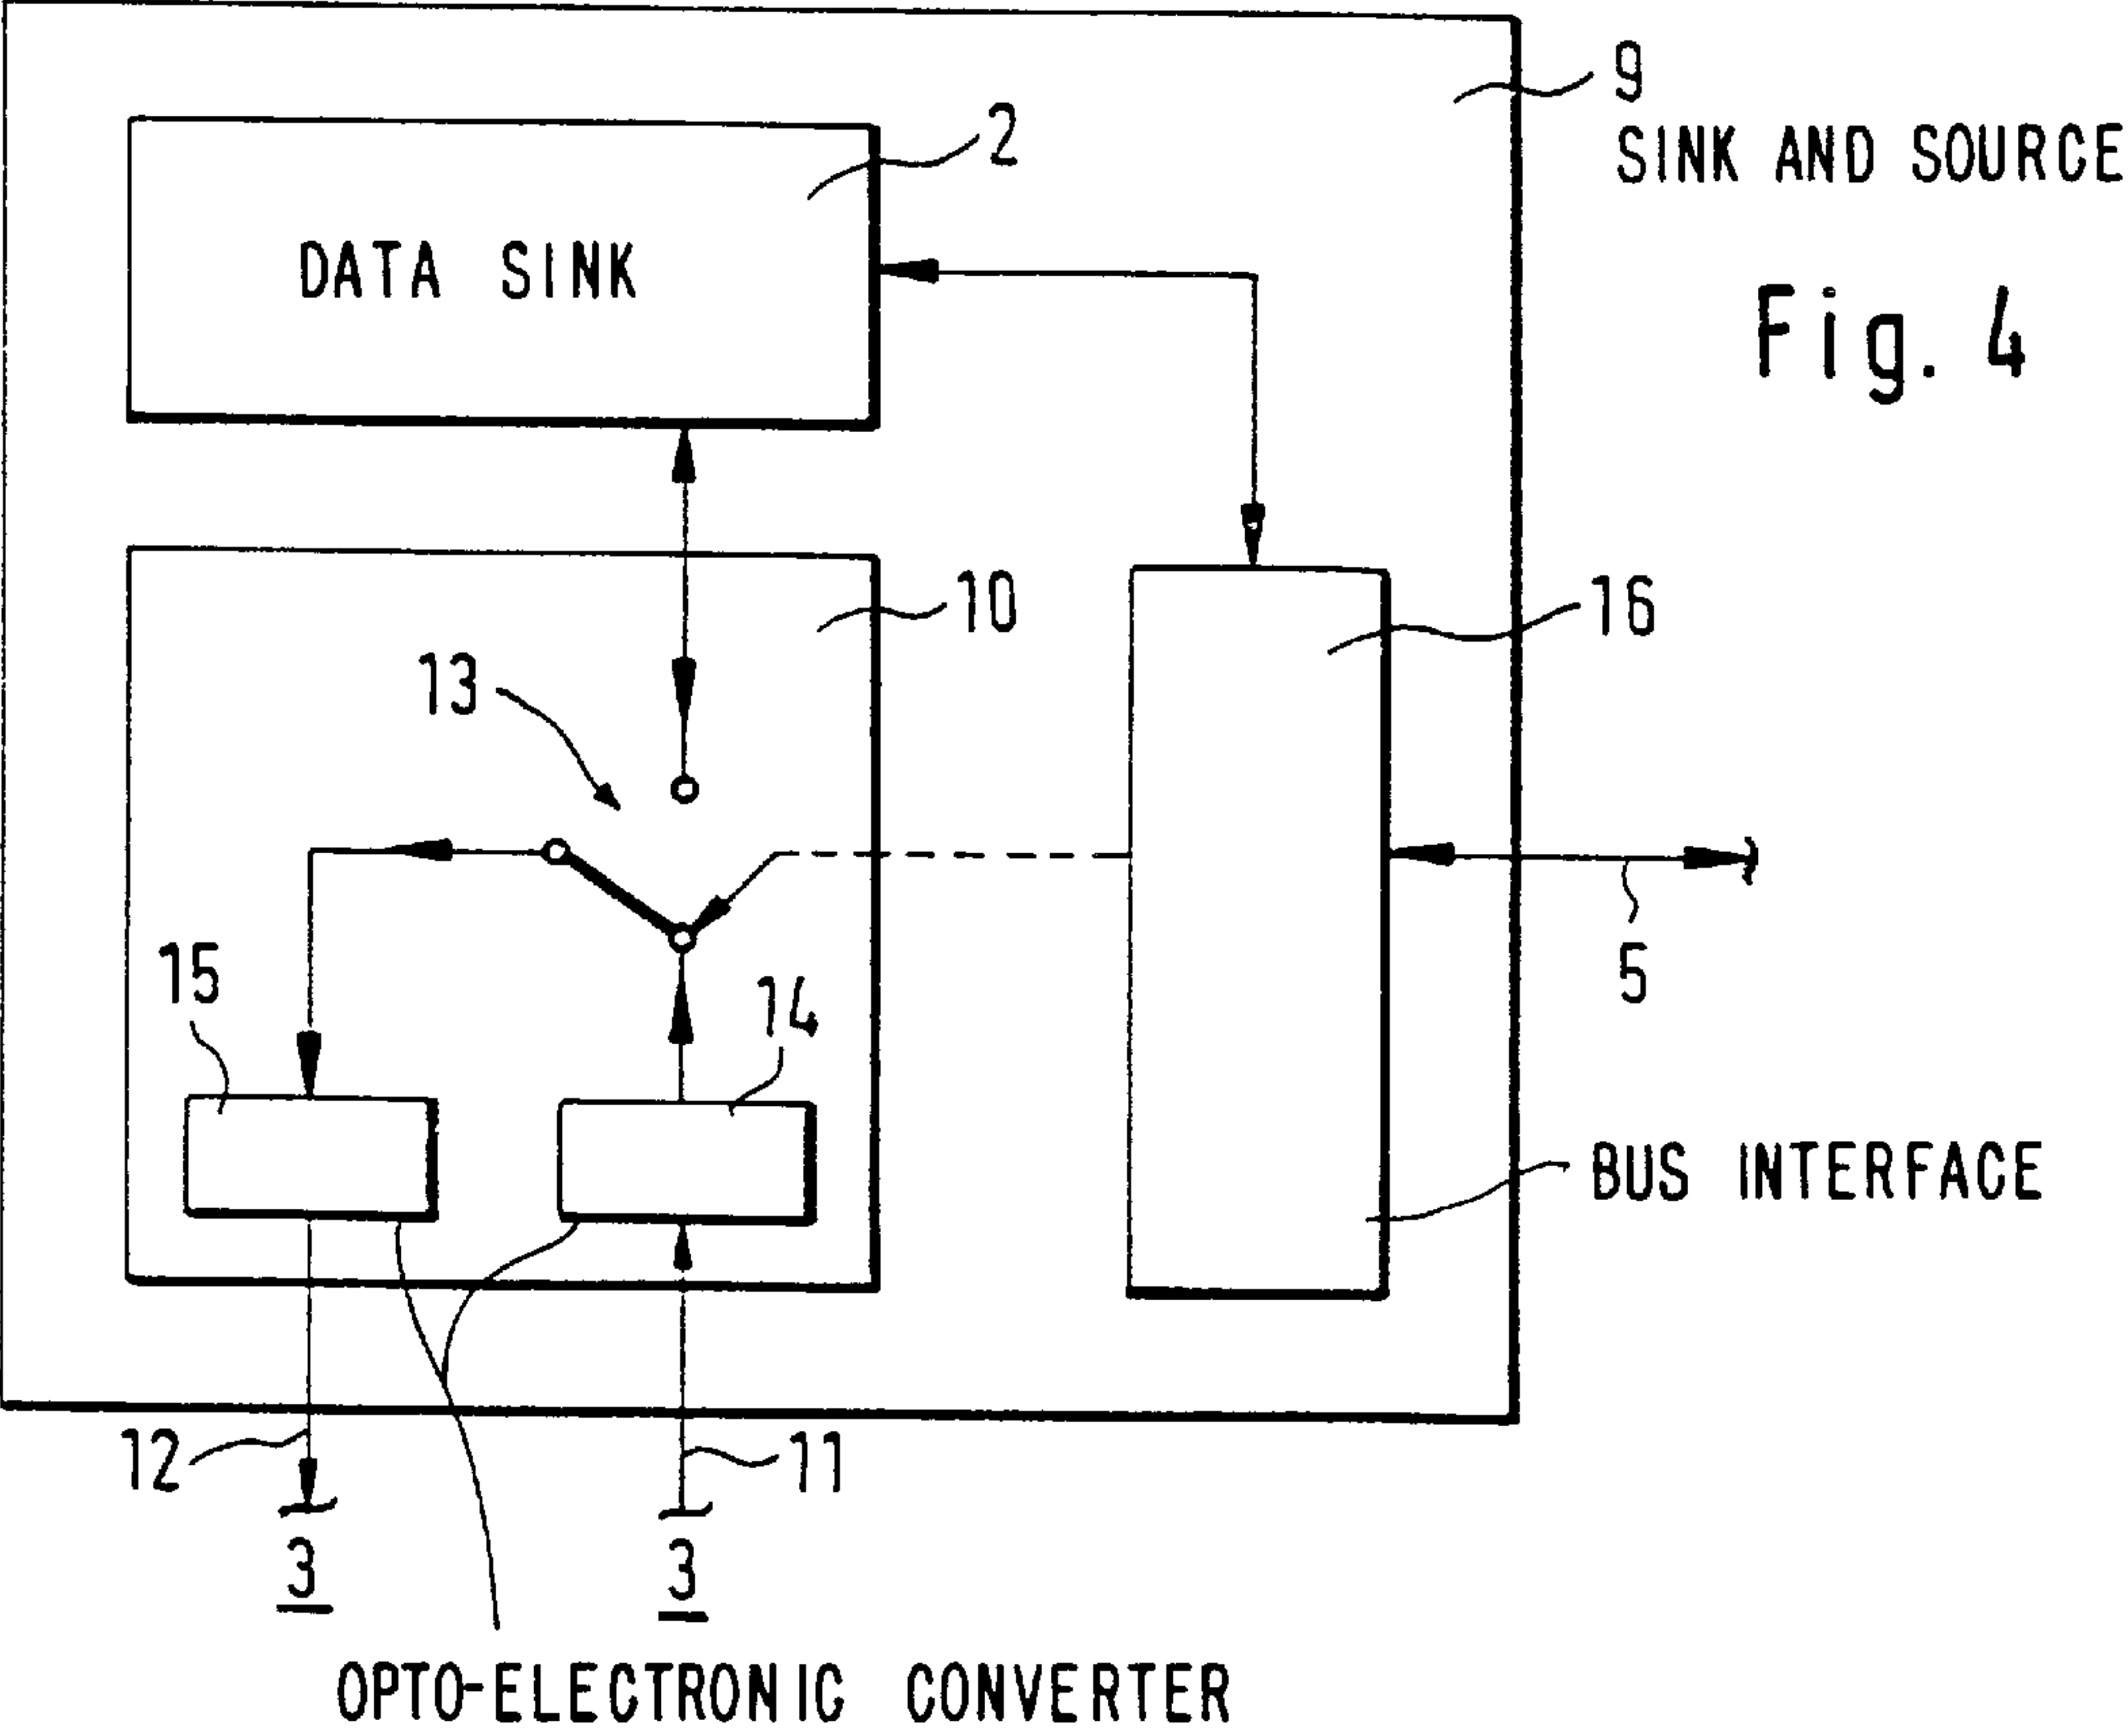 9
SINK AND SOURCE
2
DATA SINK
Fig. 4
10
16
13
15
14
5
BUS INTERFACE
12
11
3
3
OPTO-ELECTRONIC CONVERTER